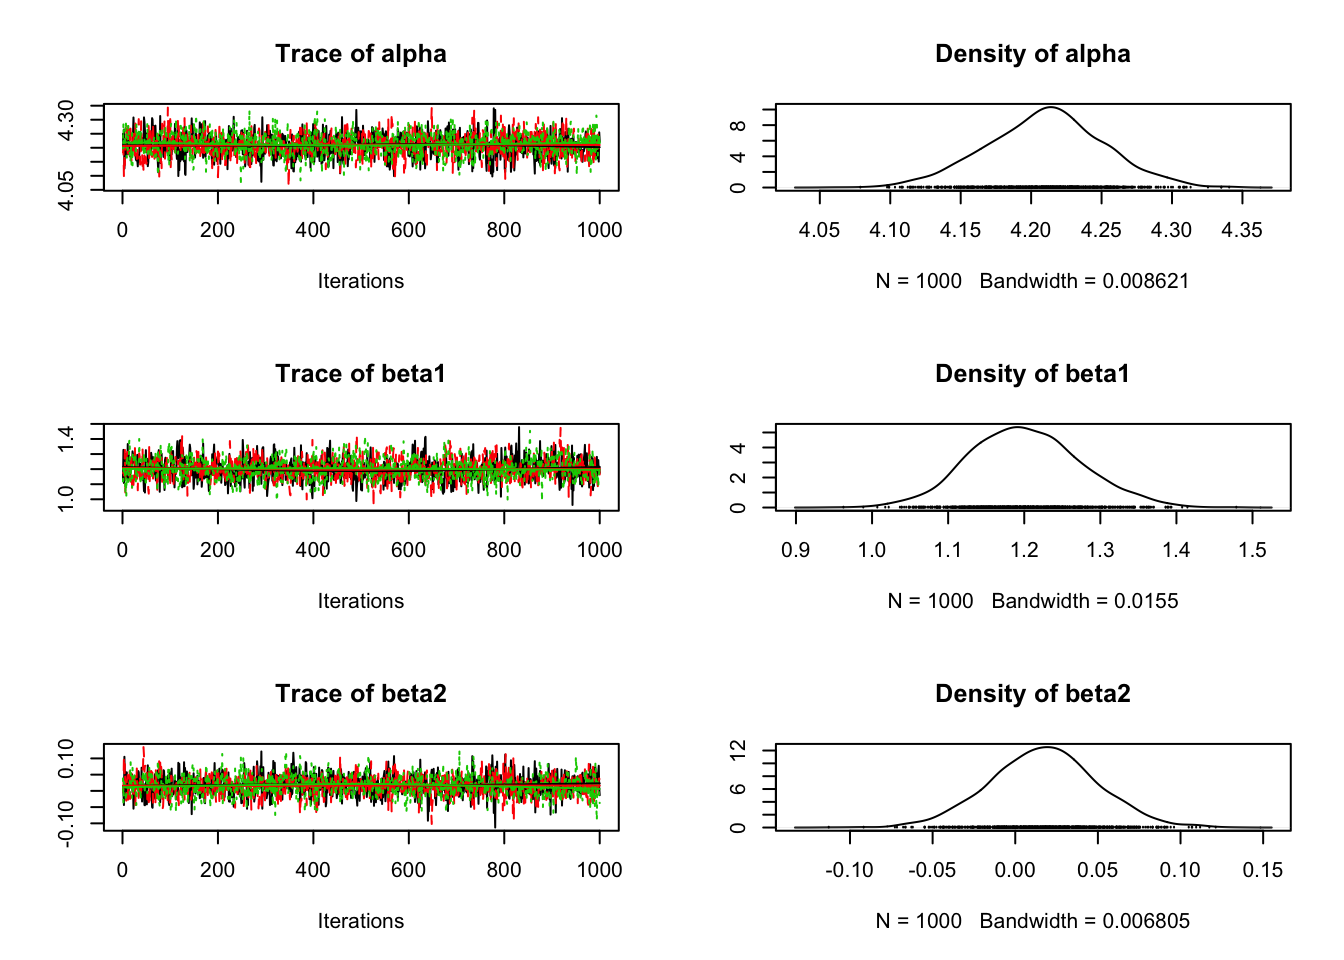 Trace of alpha
4.30
4.05
0 200 400 600 800 1000
Iterations
Density of alpha
8
4
0
4.05 4.10 4.15 4.20 4.25 4.30 4.35
N = 1000 Bandwidth = 0.008621
Trace of beta1
1.4
1.0
0 200 400 600 800 1000
Iterations
Density of beta1
4
2
0
0.9 1.0 1.1 1.2 1.3 1.4 1.5
N = 1000 Bandwidth = 0.0155
Trace of beta2
0.10
-0.10
0 200 400 600 800 1000
Iterations
Density of beta2
12
6
0
-0.10 -0.05 0.00 0.05 0.10 0.15
N = 1000 Bandwidth = 0.006805